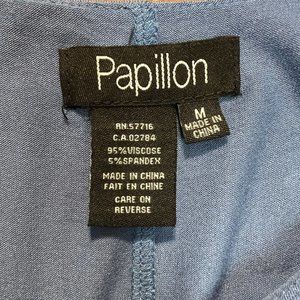 Papillon
M
MADE IN
CHINA
RN.57716
C.A.02784
95%VISCOSE
5%SPANDEX
MADE IN CHINA
FAIT EN CHINE
CARE ON
REVERSE